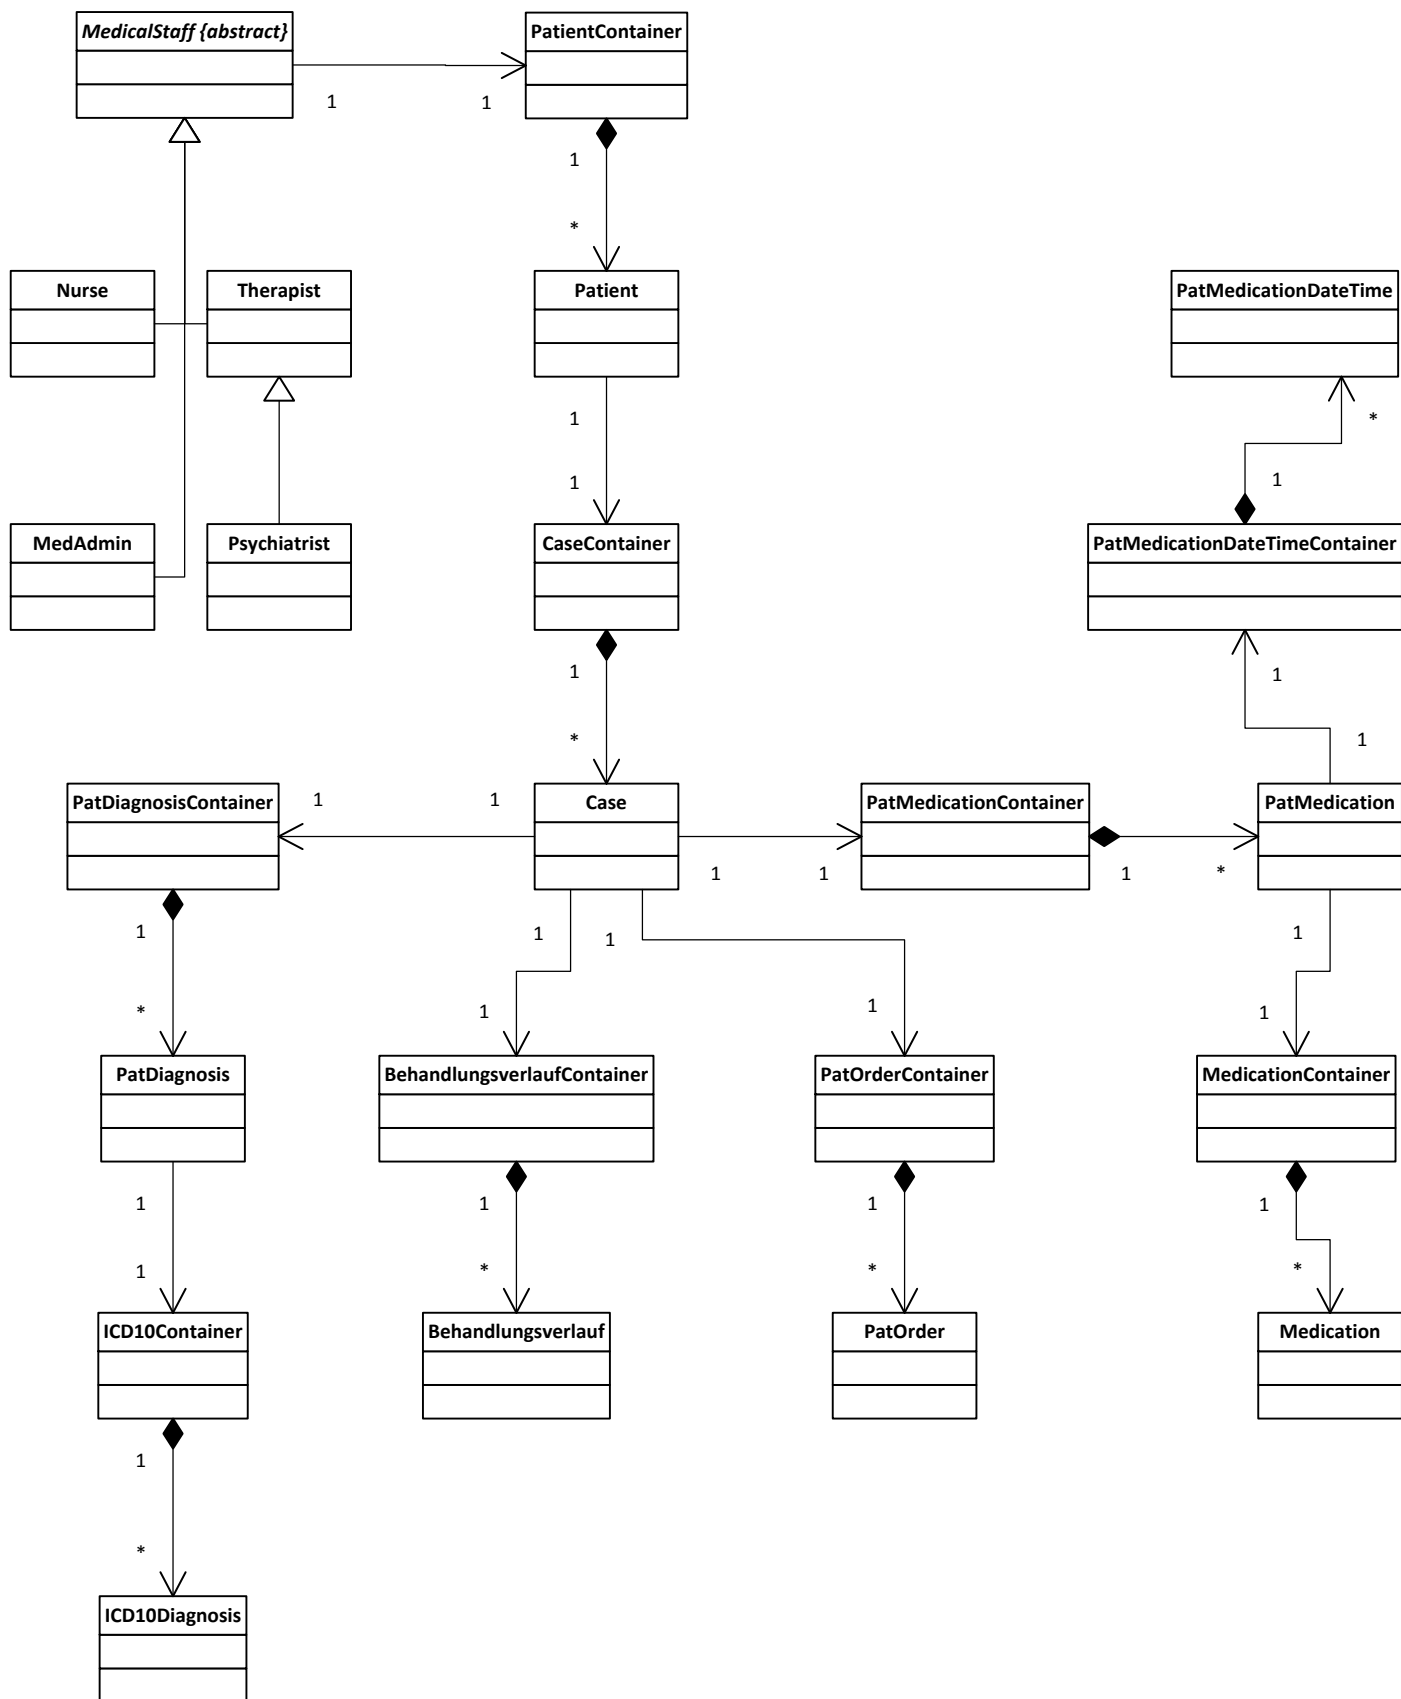 MedicalStaff {abstract}
PatientContainer
1
1
1
*
Nurse
Therapist
Patient
PatMedicationDateTime
1
*
1
1
MedAdmin
Psychiatrist
CaseContainer
PatMedicationDateTimeContainer
1
1
*
1
PatDiagnosisContainer
1
1
Case
PatMedicationContainer
PatMedication
1
1
1
*
1
1
1
1
*
1
1
1
PatDiagnosis
BehandlungsverlaufContainer
PatOrderContainer
MedicationContainer
1
1
1
1
1
*
*
*
ICD10Container
Behandlungsverlauf
PatOrder
Medication
1
*
ICD10Diagnosis